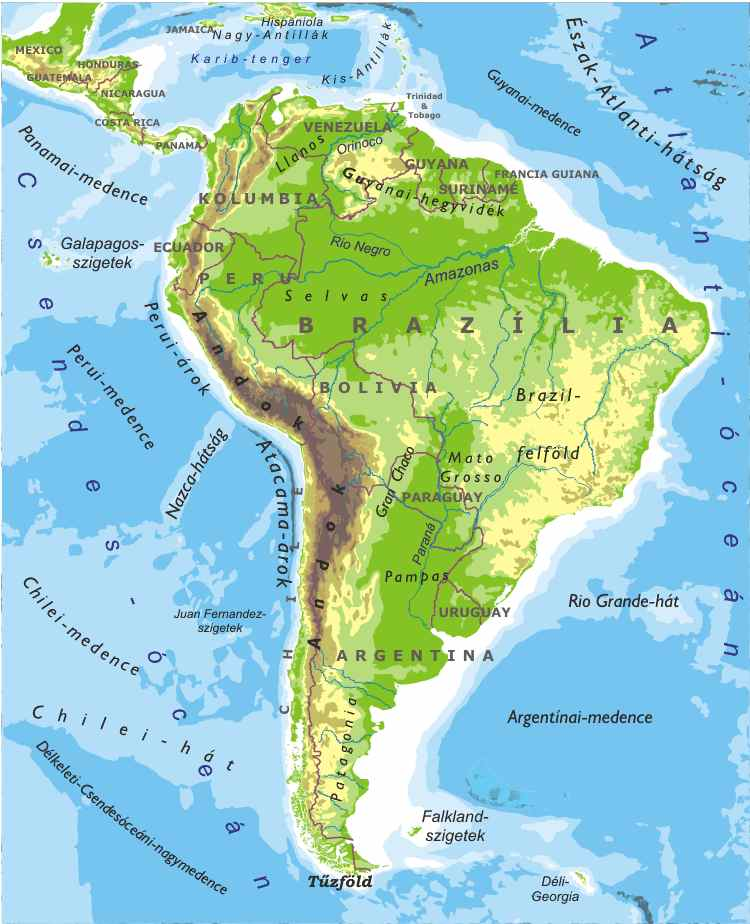 Hispániola
JAMAICA
Nagy-Antillák
MEXICO
Karib-tenger
HONDURAS
GUATEMALA
Kis-Antillák
NICARAGUA
Trinidad
&
Tobago
COSTA RICA
PANAMA
VENEZUELA
Orinoco
Llanos
GUYANA
FRANCIA GUIANA
SURINAME
Guyanai-hegyvidék
KOLUMBIA
Guyanai-medence
Észak-Atlanti-hátság
Atlanti-óceán
Panamai-medence
Csendes-óceán
Galapagos-
szigetek
ECUADOR
Rio Negro
Amazonas
PERU
Selvas
BRAZÍLIA
Andok
Perui-árok
Perui-medence
BOLIVIA
Brazil-
felföld
Nazca-hátság
Atacama-árok
Gran Chaco
Mato
Grosso
PARAGUAY
Andok
Paraná
Pampas
CHILE
Chilei-medence
Juan Fernandez-
szigetek
URUGUAY
Rio Grande-hát
ARGENTINA
Chilei-hát
Patagonia
Argentínai-medence
Délkeleti-Csendesóceáni-nagymedence
Falkland-
szigetek
Tűzföld
Déli-
Georgia